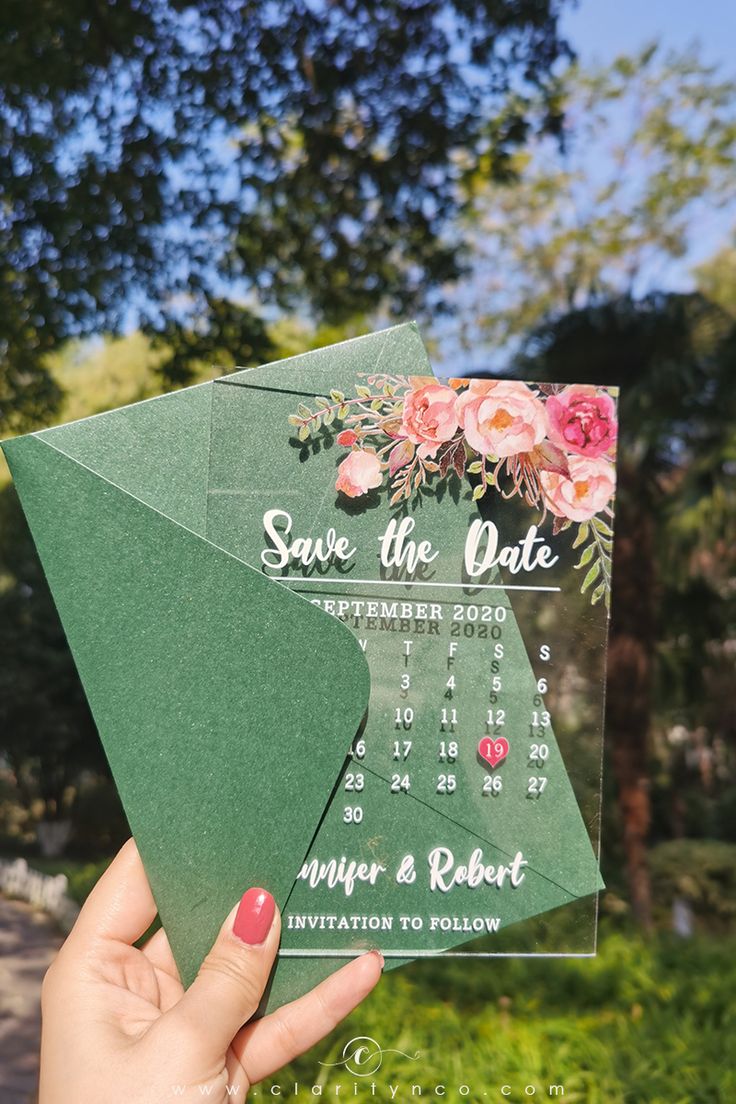 Save the Date
SEPTEMBER 2020
W T F S S
3 4 5 6
10 11 12 13
16 17 18 19 20
23 24 25 26 27
30
nnifer & Robert
INVITATION TO FOLLOW
c
www.claritynco.com